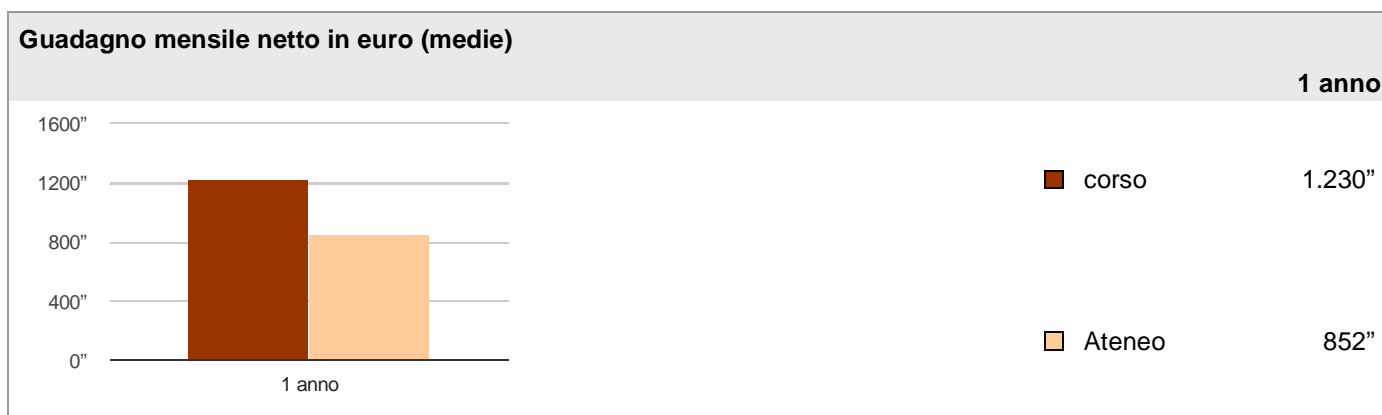 Guadagno mensile netto in euro (medie)
1 anno
1600”
1200”
800”
400”
0”
1 anno
corso 1.230”
Ateneo 852”